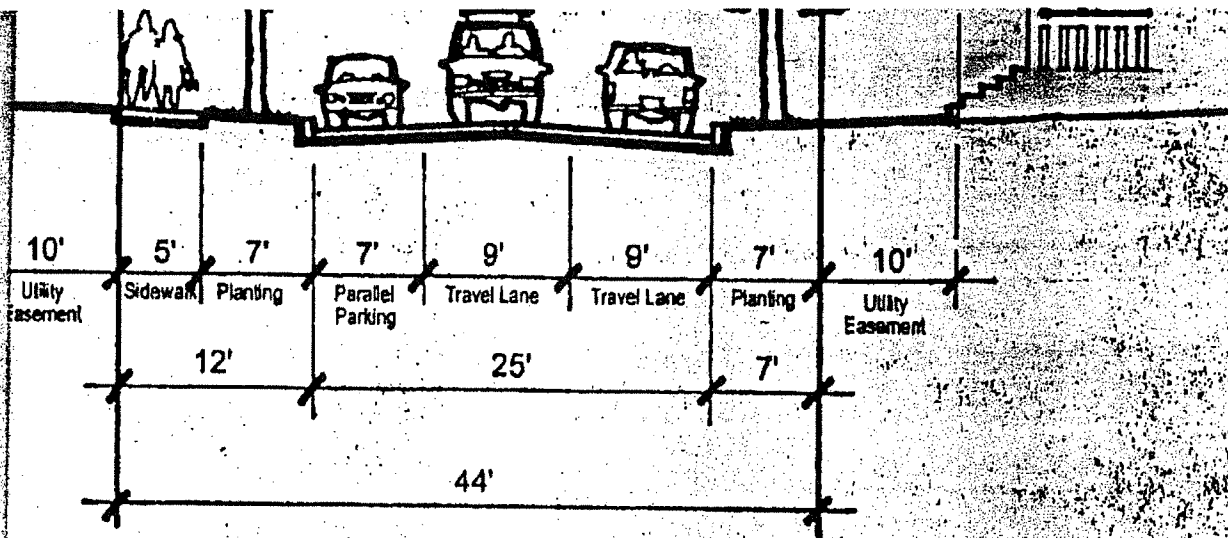 10' 5' 7' 7' 9' 9' 7' 10'
Utility Easement
Sidewalk
Planting
Parallel Parking
Travel Lane
Travel Lane
Planting
Utility Easement
12' 25' 7'
44'